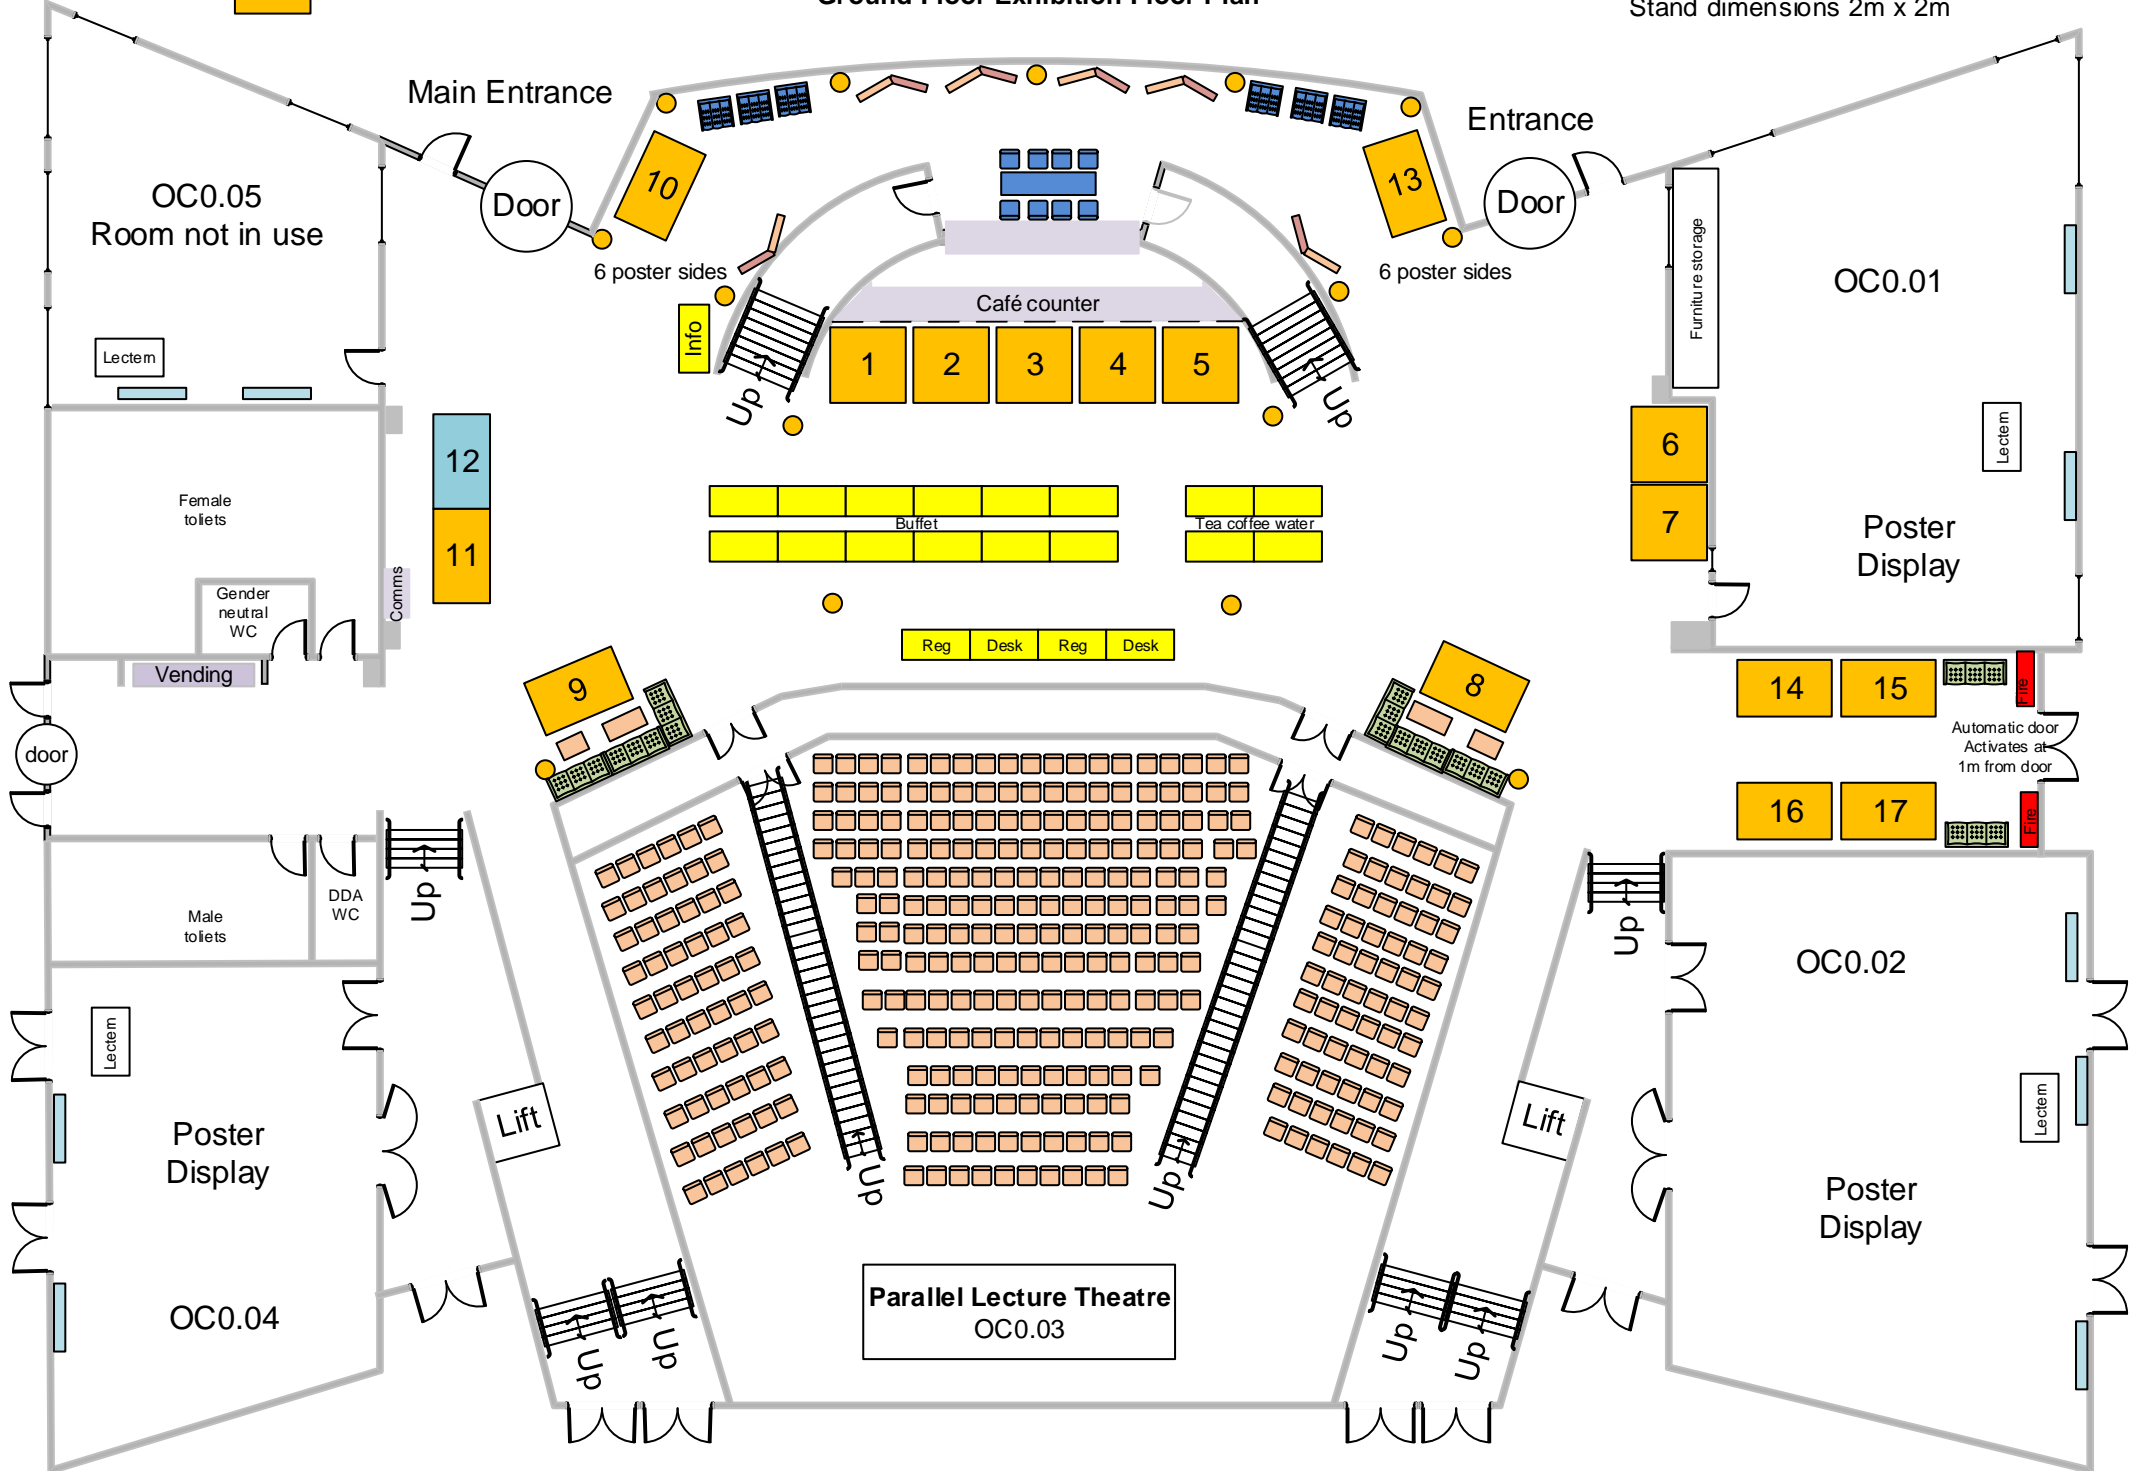 Ground Floor Exhibition Floor Plan
Stand dimensions 2m x 2m
Main Entrance
Entrance
OC0.05
Room not in use
Door
10
13
Door
6 poster sides
6 poster sides
Furniture storage
OC0.01
Café counter
Info
Lectern
1
2
3
4
5
Up
Up
12
11
6
7
Lectern
Female
toliets
Buffet
Tea coffee water
Poster
Display
Gender
neutral
WC
Comms
Reg
Desk
Reg
Desk
Vending
9
8
14
15
Fire
door
Automatic door
Activates at
1m from door
16
17
Fire
Male
toliets
DDA
WC
Up
Up
OC0.02
Lectern
Lectern
Poster
Display
Lift
Lift
Up
Up
Poster
Display
Parallel Lecture Theatre
OC0.03
OC0.04
Up
Up
Up
Up